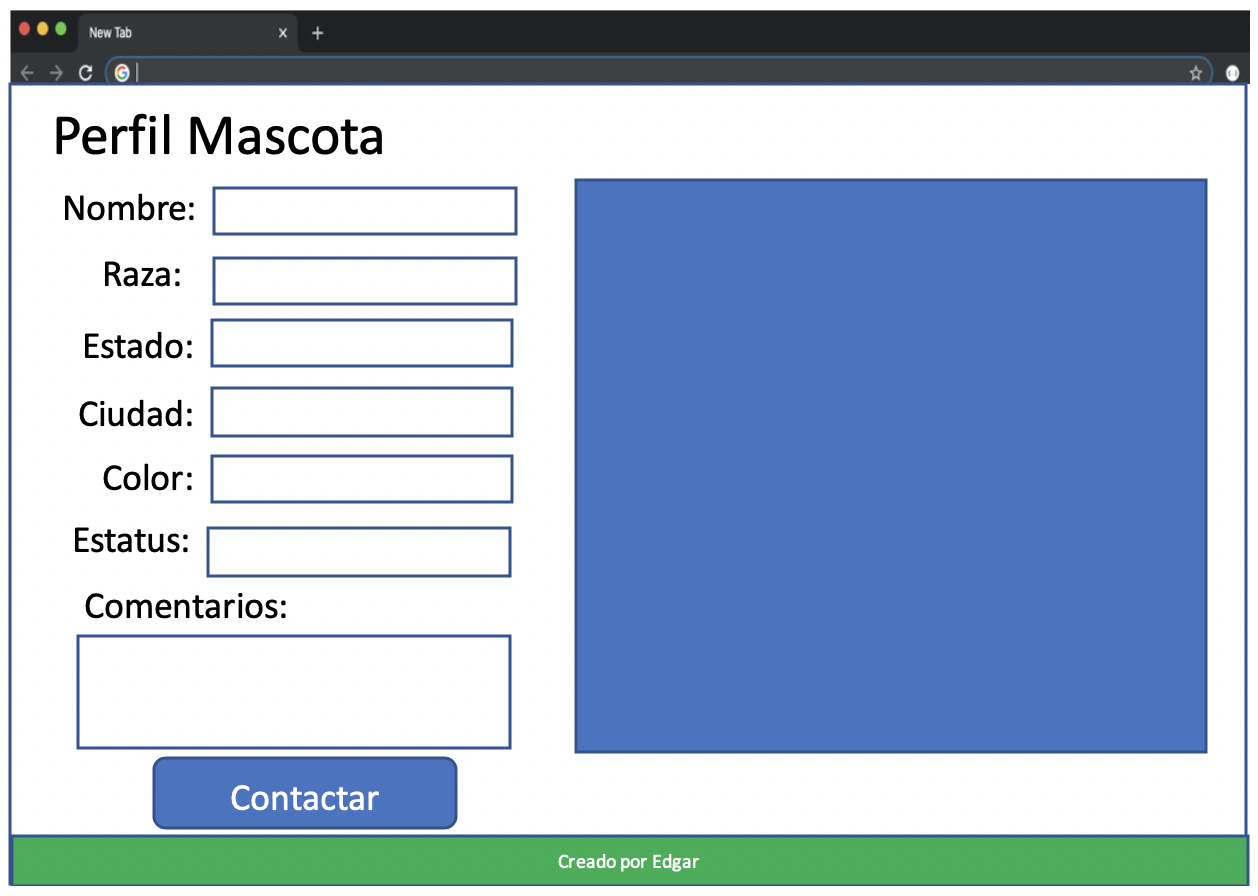 New Tab
Perfil Mascota
Nombre:
Raza:
Estado:
Ciudad:
Color:
Estatus:
Comentarios:
Contactar
Creado por Edgar